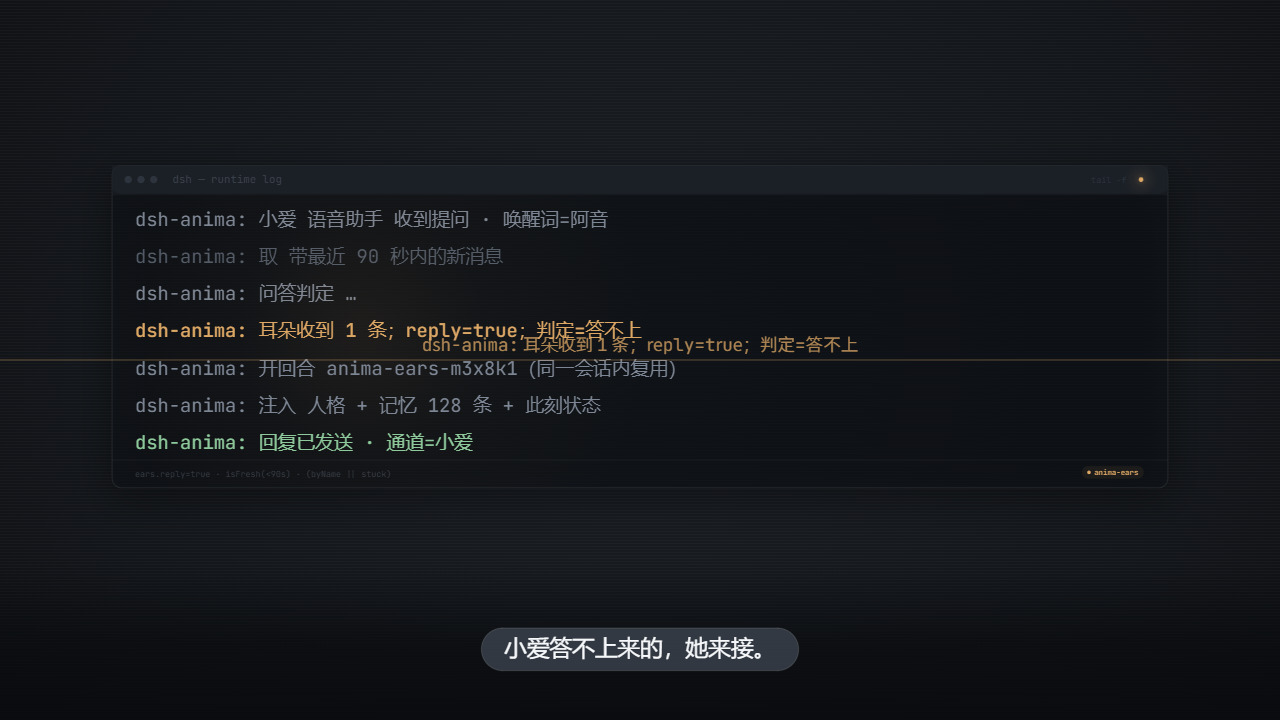 dsh — runtime log
tail -f
dsh-anima: 小爱 语音助手 收到提问 · 唤醒词=阿音
dsh-anima: 取 带最近 90 秒内的新消息
dsh-anima: 问答判定 …
dsh-anima: 耳朵收到 1 条; reply=true; 判定=答不上
dsh-anima: 耳朵收到 1 条; reply=true; 判定=答不上
dsh-anima: 开回合 anima-ears-m3x8k1 (同一会话内复用)
dsh-anima: 注入 人格 + 记忆 128 条 + 此刻状态
dsh-anima: 回复已发送 · 通道=小爱
ears.reply=true · isFresh(<90s) · (byName || stuck)
anima-ears
小爱答不上来的，她来接。